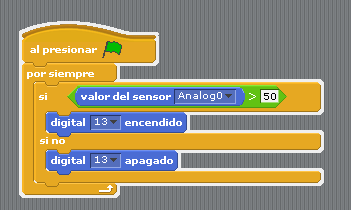 al presionar
por siempre
si valor del sensor Analog0 > 50
digital 13 encendido
si no
digital 13 apagado